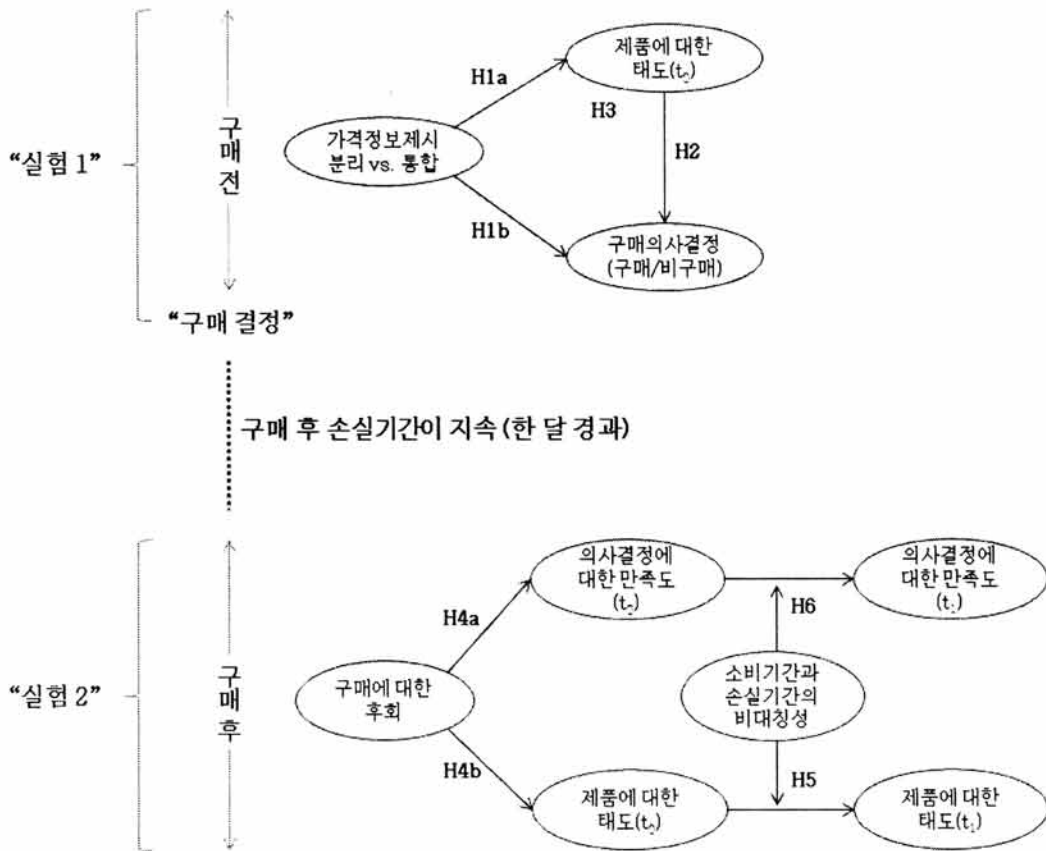 제품에 대한
태도(t₀)
H1a
H3
구매전
가격정보제시
분리 vs. 통합
H2
“실험 1”
H1b
구매의사결정
(구매/비구매)
“구매 결정”
구매 후 손실기간이 지속 (한 달 경과)
의사결정에
대한 만족도
(t₀)
의사결정에
대한 만족도
(t₁)
H4a
H6
구매후
“실험 2”
구매에 대한
후회
소비기간과
손실기간의
비대칭성
H4b
H5
제품에 대한
태도(t₀)
제품에 대한
태도(t₁)